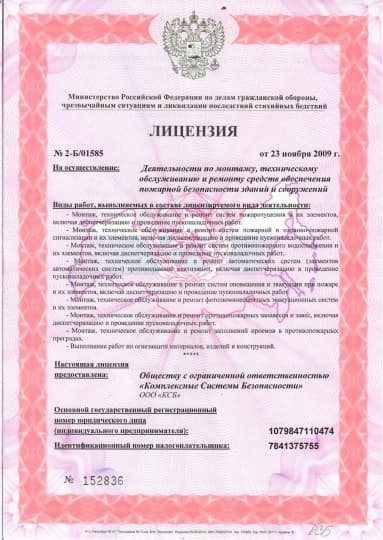 Министерство Российской Федерации по делам гражданской обороны,
чрезвычайным ситуациям и ликвидации последствий стихийных бедствий
ЛИЦЕНЗИЯ
№ 2-Б/01585 от 23 ноября 2009 г.
На осуществление: Деятельности по монтажу, техническому
обслуживанию и ремонту средств обеспечения
пожарной безопасности зданий и сооружений
Виды работ, выполняемых в составе лицензируемого вида деятельности:
- Монтаж, техническое обслуживание и ремонт систем пожаротушения и их элементов,
включая диспетчеризацию и проведение пусконаладочных работ.
- Монтаж, техническое обслуживание и ремонт систем пожарной и охранно-пожарной
сигнализации и их элементов, включая диспетчеризацию и проведение пусконаладочных работ.
- Монтаж, техническое обслуживание и ремонт систем противопожарного водоснабжения и
их элементов, включая диспетчеризацию и проведение пусконаладочных работ.
- Монтаж, техническое обслуживание и ремонт автоматических систем (элементов
автоматических систем) противодымной вентиляции, включая диспетчеризацию и проведение
пусконаладочных работ.
- Монтаж, техническое обслуживание и ремонт систем оповещения и эвакуации при пожаре
и их элементов, включая диспетчеризацию и проведение пусконаладочных работ.
- Монтаж, техническое обслуживание и ремонт фотолюминесцентных эвакуационных систем
и их элементов.
- Монтаж, техническое обслуживание и ремонт противопожарных занавесов и завес, включая
диспетчеризацию и проведение пусконаладочных работ.
- Монтаж, техническое обслуживание и ремонт заполнений проемов в противопожарных
преградах.
- Выполнение работ по огнезащите материалов, изделий и конструкций.
*****
Настоящая лицензия
предоставлена: Обществу с ограниченной ответственностью
«Комплексные Системы Безопасности»
ООО «КСБ»
Основной государственный регистрационный
номер юридического лица
(индивидуального предпринимателя): 1079847110474
Идентификационный номер налогоплательщика: 7841375755
№ 152836